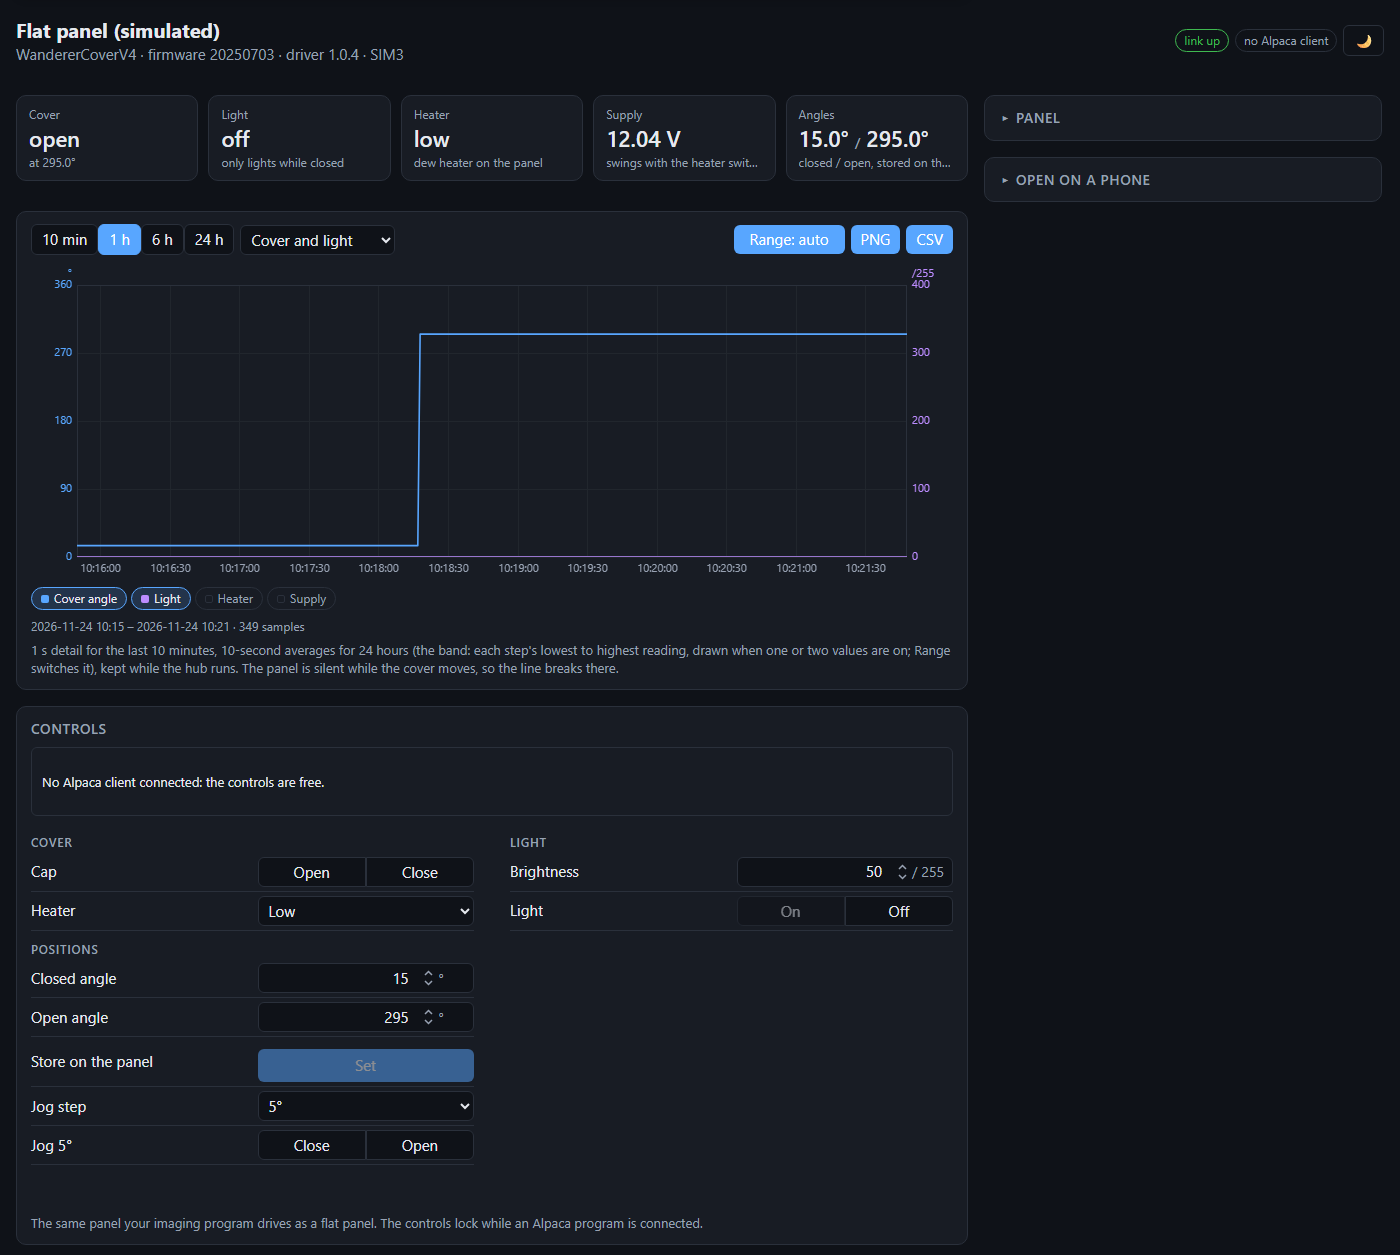 Flat panel (simulated)
WandererCoverV4 · firmware 20250703 · driver 1.0.4 · SIM3
link up
no Alpaca client
Cover
open
at 295.0°
Light
off
only lights while closed
Heater
low
dew heater on the panel
Supply
12.04 V
swings with the heater swit...
Angles
15.0° / 295.0°
closed / open, stored on th...
PANEL
OPEN ON A PHONE
10 min 1 h 6 h 24 h Cover and light Range: auto PNG CSV
° /255
360 400
270 300
180 200
90 100
0 0
10:16:00 10:16:30 10:17:00 10:17:30 10:18:00 10:18:30 10:19:00 10:19:30 10:20:00 10:20:30 10:21:00 10:21:30
Cover angle Light Heater Supply
2026-11-24 10:15 – 2026-11-24 10:21 · 349 samples
1 s detail for the last 10 minutes, 10-second averages for 24 hours (the band: each step's lowest to highest reading, drawn when one or two values are on; Range
switches it), kept while the hub runs. The panel is silent while the cover moves, so the line breaks there.
CONTROLS
No Alpaca client connected: the controls are free.
COVER
Cap Open Close
Heater Low
POSITIONS
Closed angle 15 °
Open angle 295 °
Store on the panel Set
Jog step 5°
Jog 5° Close Open
LIGHT
Brightness 50 / 255
Light On Off
The same panel your imaging program drives as a flat panel. The controls lock while an Alpaca program is connected.